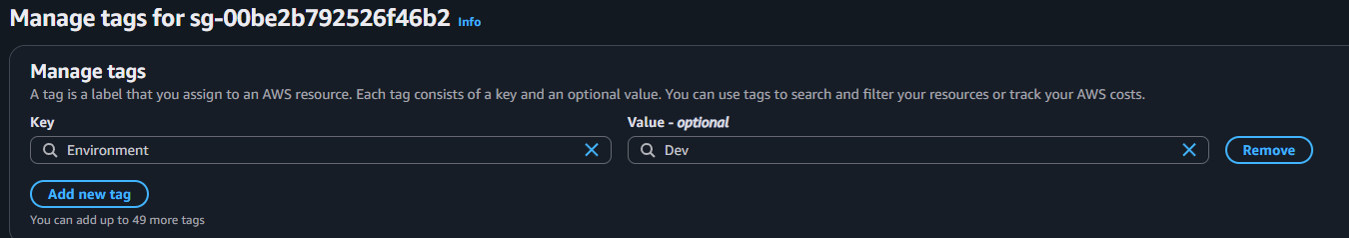 Manage tags for sg-00be2b792526f46b2 Info
Manage tags
A tag is a label that you assign to an AWS resource. Each tag consists of a key and an optional value. You can use tags to search and filter your resources or track your AWS costs.
Key Value - optional
Environment Dev Remove
Add new tag
You can add up to 49 more tags